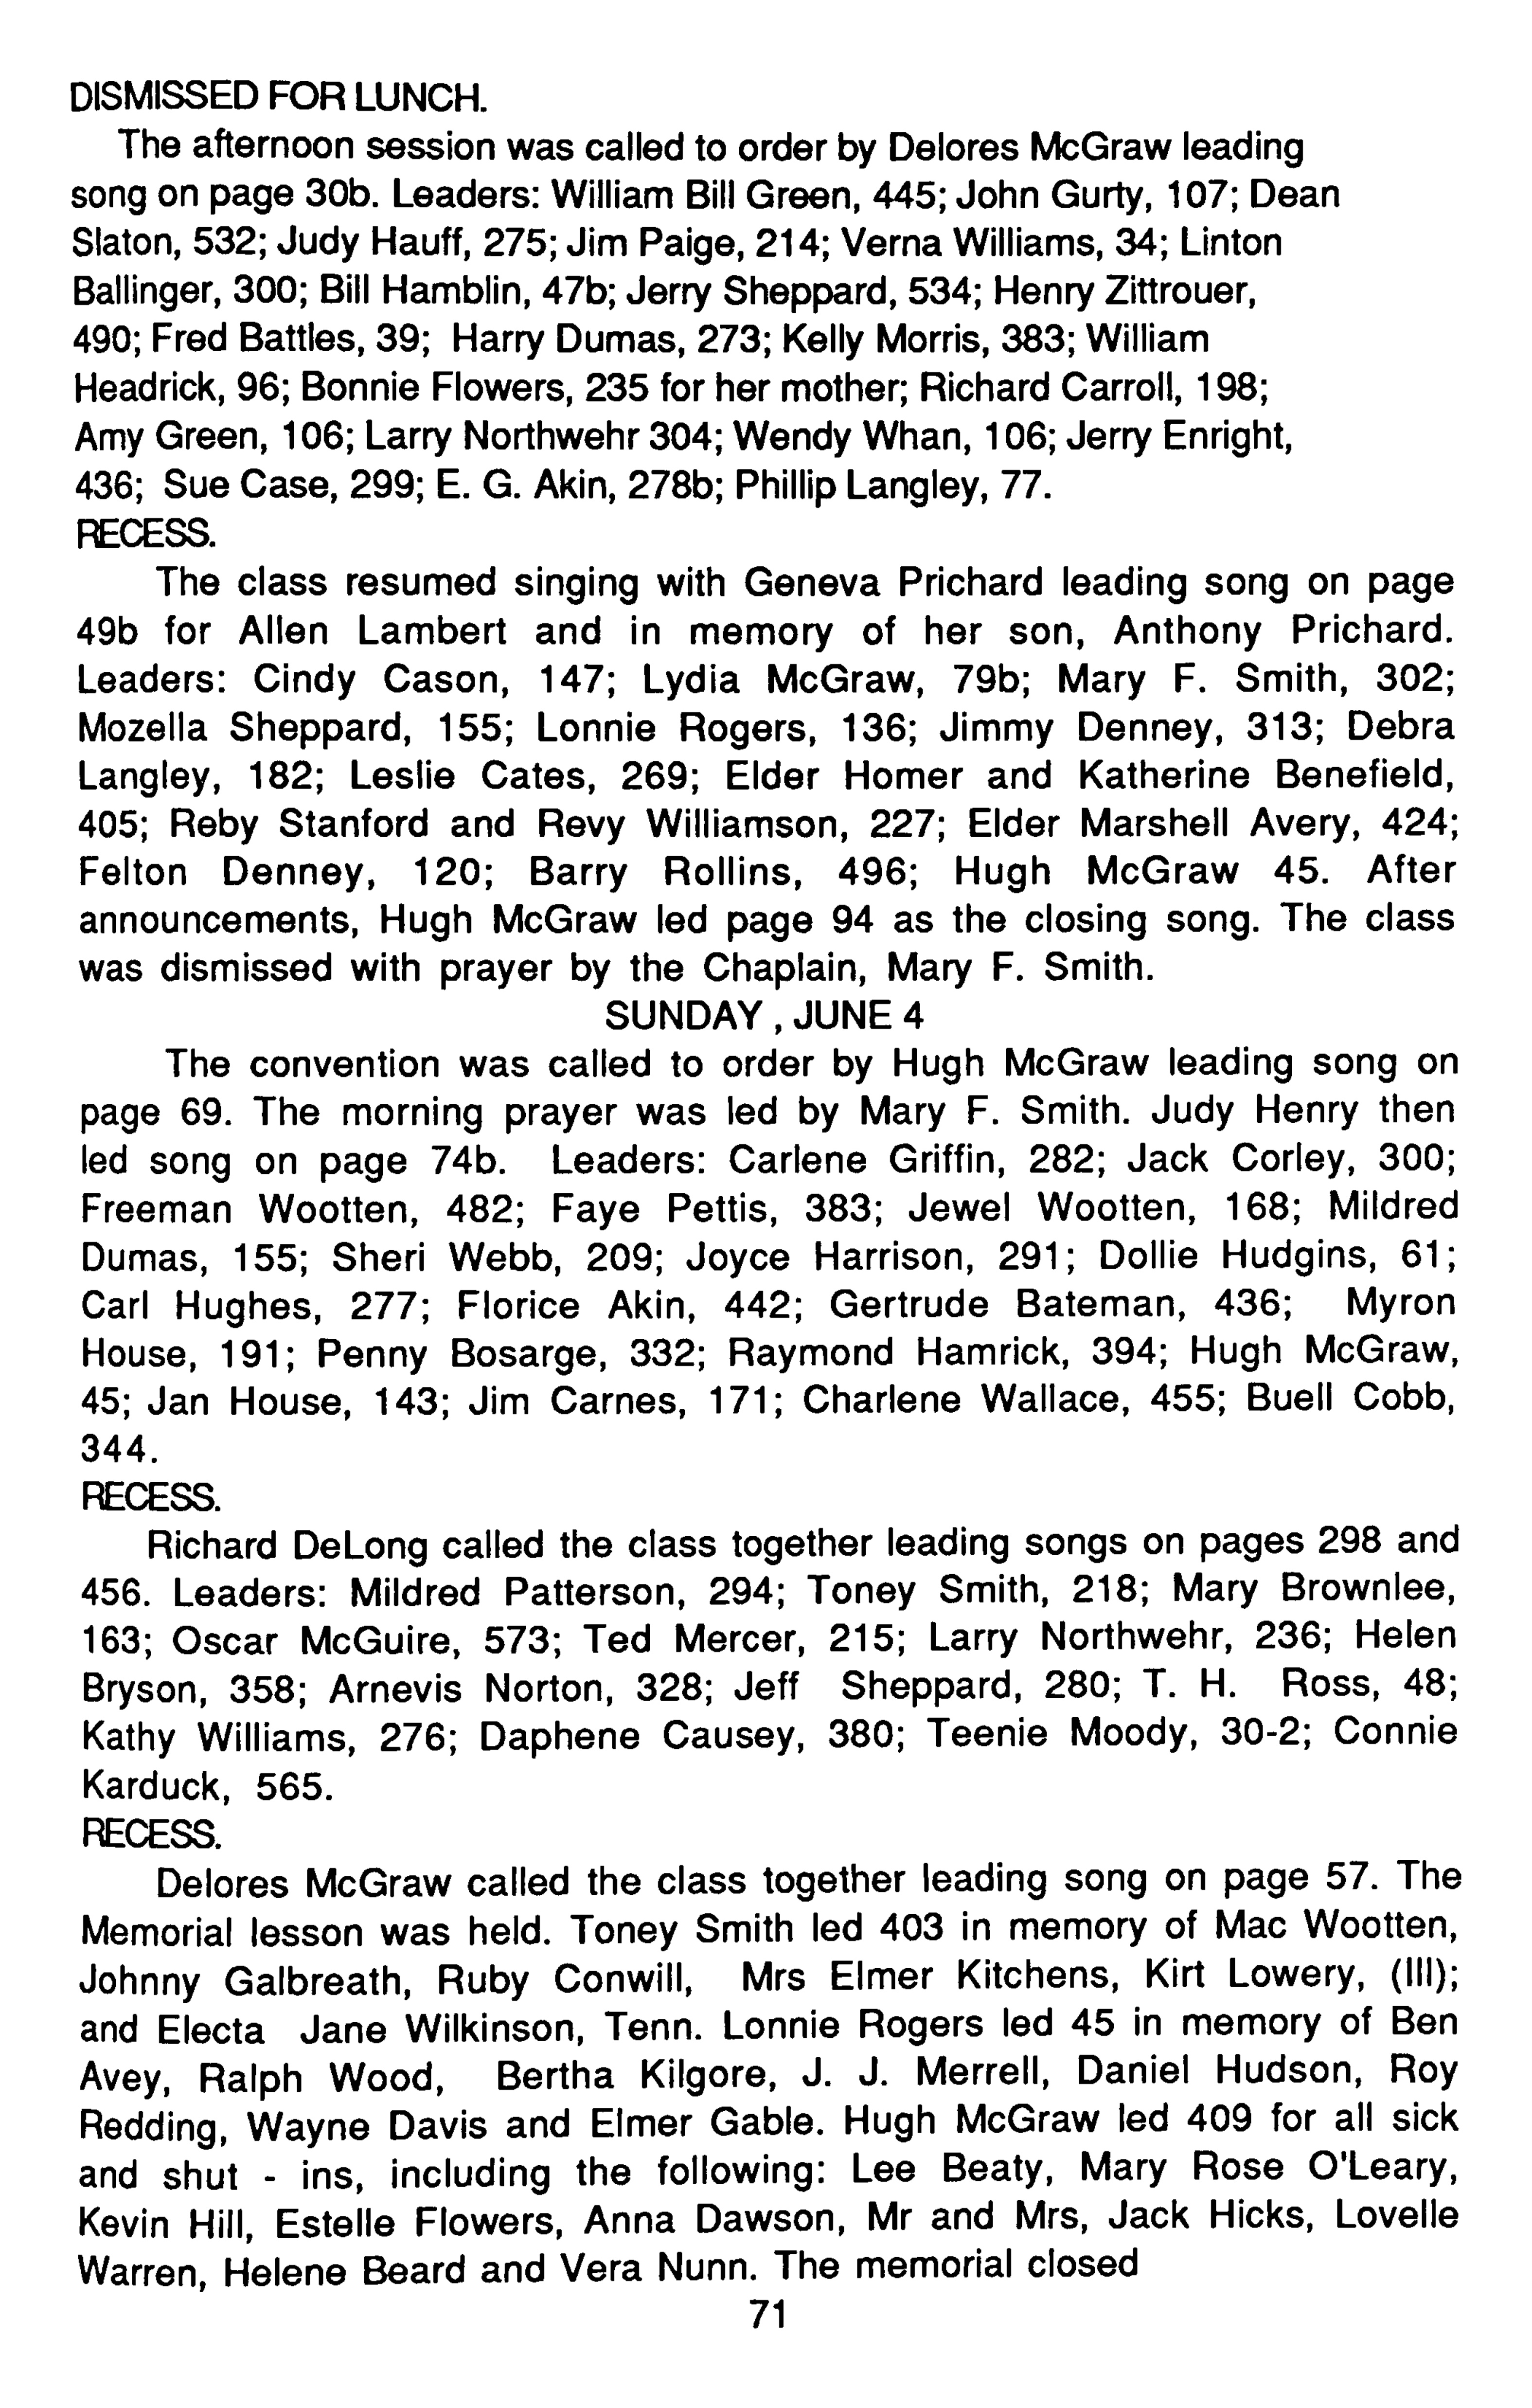 DISMISSED FOR LUNCH.
The afternoon session was called to order by Delores McGraw leading
song on page 30b. Leaders: William Bill Green, 445; John Gurty, 107; Dean
Slaton, 532; Judy Hauff, 275; Jim Paige, 214; Verna Williams, 34; Linton
Ballinger, 300; Bill Hamblin, 47b; Jerry Sheppard, 534; Henry Zittrouer,
490; Fred Battles, 39; Harry Dumas, 273; Kelly Morris, 383; William
Headrick, 96; Bonnie Flowers, 235 for her mother; Richard Carroll, 198;
Amy Green, 106; Larry Northwehr 304; Wendy Whan, 106; Jerry Enright,
436; Sue Case, 299; E. G. Akin, 278b; Phillip Langley, 77.
RECESS.
The class resumed singing with Geneva Prichard leading song on page
49b for Allen Lambert and in memory of her son, Anthony Prichard.
Leaders: Cindy Cason, 147; Lydia McGraw, 79b; Mary F. Smith, 302;
Mozella Sheppard, 155; Lonnie Rogers, 136; Jimmy Denney, 313; Debra
Langley, 182; Leslie Cates, 269; Elder Homer and Katherine Benefield,
405; Reby Stanford and Revy Williamson, 227; Elder Marshell Avery, 424;
Felton Denney, 120; Barry Rollins, 496; Hugh McGraw 45. After
announcements, Hugh McGraw led page 94 as the closing song. The class
was dismissed with prayer by the Chaplain, Mary F. Smith.
SUNDAY , JUNE 4
The convention was called to order by Hugh McGraw leading song on
page 69. The morning prayer was led by Mary F. Smith. Judy Henry then
led song on page 74b. Leaders: Carlene Griffin, 282; Jack Corley, 300;
Freeman Wootten, 482; Faye Pettis, 383; Jewel Wootten, 168; Mildred
Dumas, 155; Sheri Webb, 209; Joyce Harrison, 291; Dollie Hudgins, 61;
Carl Hughes, 277; Florice Akin, 442; Gertrude Bateman, 436; Myron
House, 191; Penny Bosarge, 332; Raymond Hamrick, 394; Hugh McGraw,
45; Jan House, 143; Jim Carnes, 171; Charlene Wallace, 455; Buell Cobb,
344.
RECESS.
Richard DeLong called the class together leading songs on pages 298 and
456. Leaders: Mildred Patterson, 294; Toney Smith, 218; Mary Brownlee,
163; Oscar McGuire, 573; Ted Mercer, 215; Larry Northwehr, 236; Helen
Bryson, 358; Arnevis Norton, 328; Jeff Sheppard, 280; T. H. Ross, 48;
Kathy Williams, 276; Daphene Causey, 380; Teenie Moody, 30-2; Connie
Karduck, 565.
RECESS.
Delores McGraw called the class together leading song on page 57. The
Memorial lesson was held. Toney Smith led 403 in memory of Mac Wootten,
Johnny Galbreath, Ruby Conwill, Mrs Elmer Kitchens, Kirt Lowery, (Ill);
and Electa Jane Wilkinson, Tenn. Lonnie Rogers led 45 in memory of Ben
Avey, Ralph Wood, Bertha Kilgore, J. J. Merrell, Daniel Hudson, Roy
Redding, Wayne Davis and Elmer Gable. Hugh McGraw led 409 for all sick
and shut - ins, including the following: Lee Beaty, Mary Rose O'Leary,
Kevin Hill, Estelle Flowers, Anna Dawson, Mr and Mrs, Jack Hicks, Lovelle
Warren, Helene Beard and Vera Nunn. The memorial closed
71